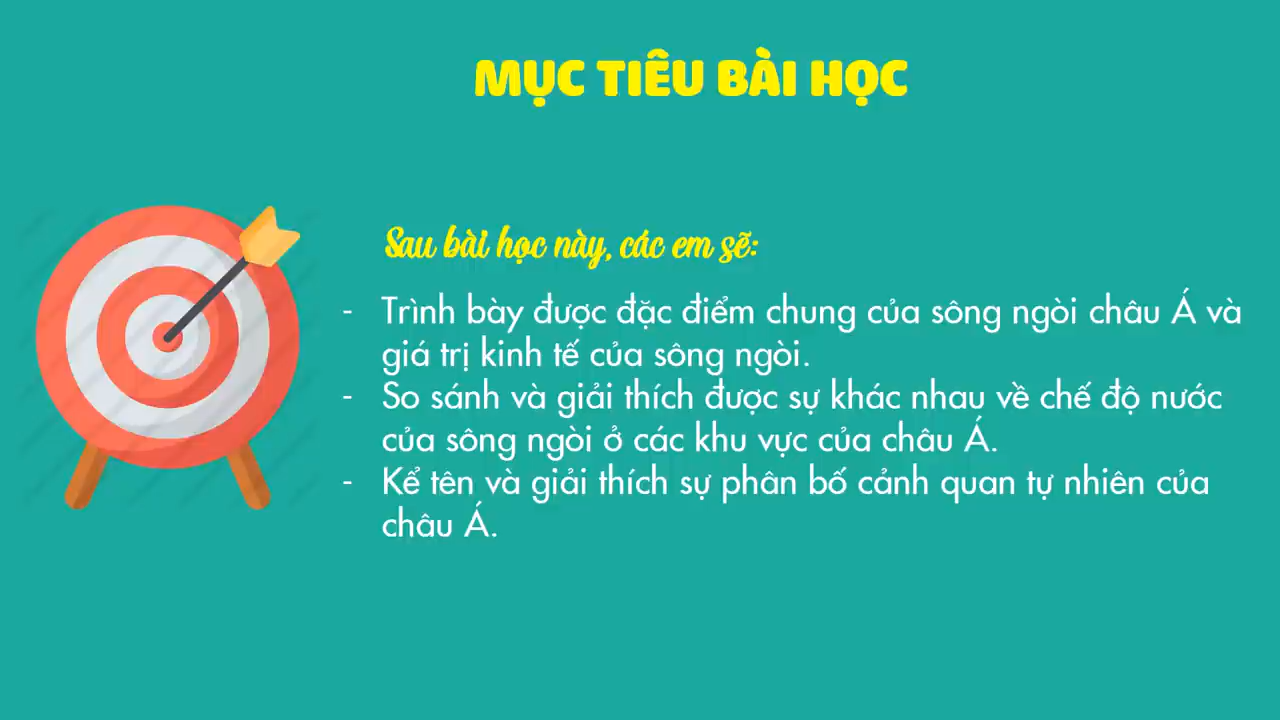 MỤC TIÊU BÀI HỌC
Sau bài học này, các em sẽ:
- Trình bày được đặc điểm chung của sông ngòi châu Á và
giá trị kinh tế của sông ngòi.
- So sánh và giải thích được sự khác nhau về chế độ nước
của sông ngòi ở các khu vực của châu Á.
- Kể tên và giải thích sự phân bố cảnh quan tự nhiên của
châu Á.